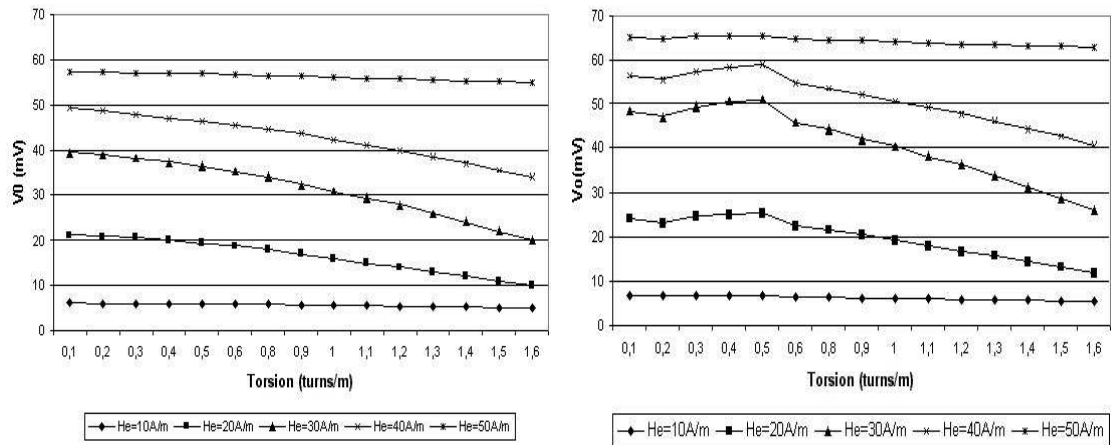 70
60
50
40
30
20
10
0
V0 (mV)
0,1 0,2 0,3 0,4 0,5 0,6 0,8 0,9 1 1,1 1,2 1,3 1,4 1,5 1,6
Torsion (turns/m)
He=10A/m He=20A/m He=30A/m He=40A/m He=50A/m
70
60
50
40
30
20
10
0
Vo(mV)
0,1 0,2 0,3 0,4 0,5 0,6 0,8 0,9 1 1,1 1,2 1,3 1,4 1,5 1,6
Torsion (turns/m)
He=10A/m He=20A/m He=30A/m He=40A/m He=50A/m